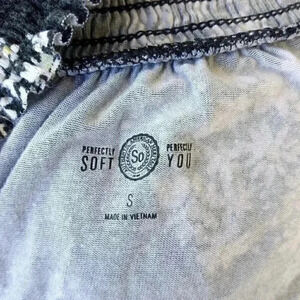 PERFECTLY SOFT
So
PERFECTLY YOU
S
MADE IN VIETNAM